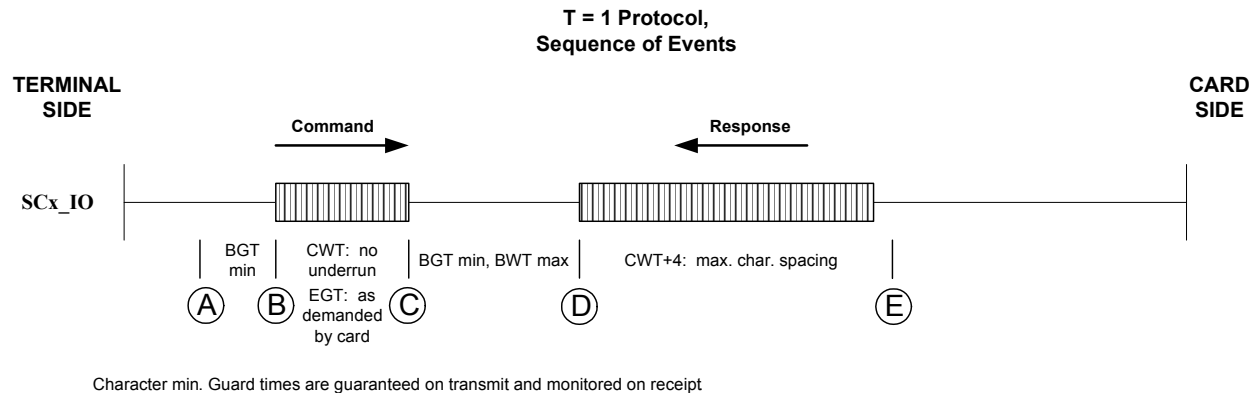 T = 1 Protocol,
Sequence of Events
TERMINAL
SIDE
CARD
SIDE
Command
Response
SCx_IO
BGT
min
CWT: no
underrun
EGT: as
demanded
by card
BGT min, BWT max
CWT+4: max. char. spacing
A
B
C
D
E
Character min. Guard times are guaranteed on transmit and monitored on receipt